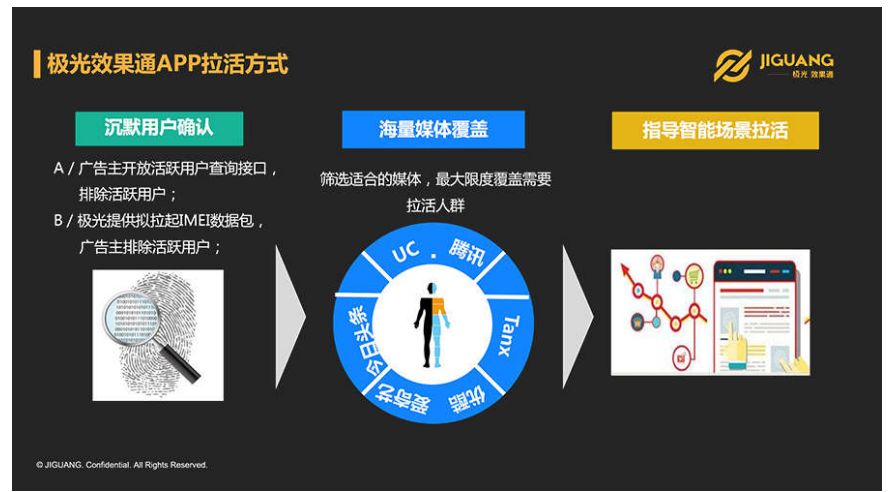 极光效果通APP拉活方式
JIGUANG
极光 效果通
沉默用户确认
A / 广告主开放活跃用户查询接口，
排除活跃用户；
B / 极光提供拟拉起IMEI数据包，
广告主排除活跃用户；
海量媒体覆盖
筛选适合的媒体，最大限度覆盖需要
拉活人群
UC .
腾讯
Tanx
优酷
爱奇艺
今日头条
指导智能场景拉活
© JIGUANG. Confidential. All Rights Reserved.